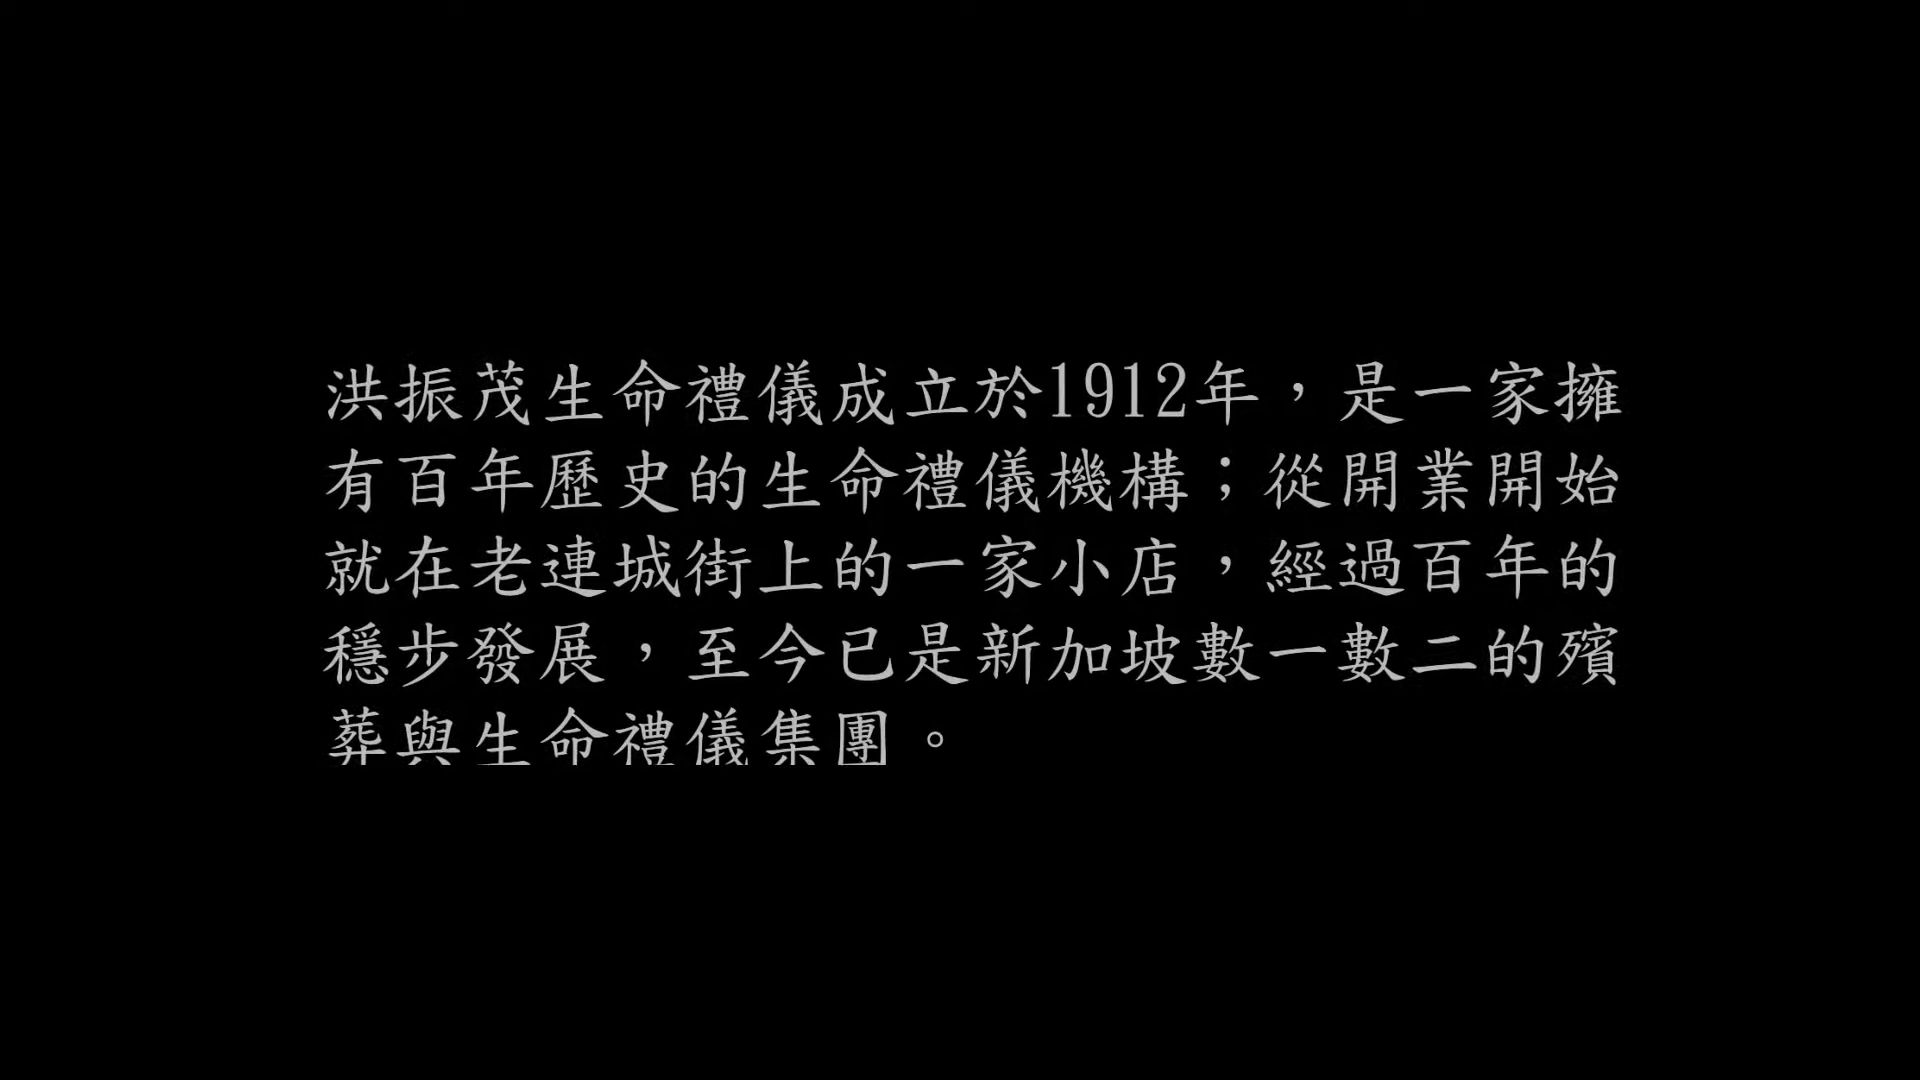 洪振茂生命禮儀成立於1912年，是一家擁
有百年歷史的生命禮儀機構；從開業開始
就在老連城街上的一家小店，經過百年的
穩步發展，至今已是新加坡數一數二的殯
葬與生命禮儀集團。